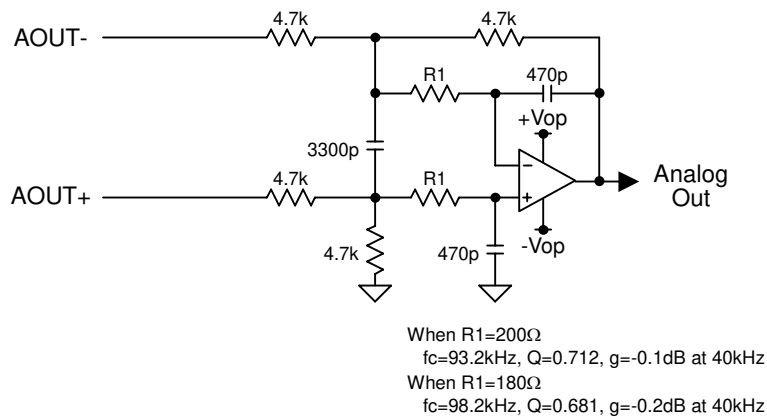 4.7k
4.7k
AOUT-
R1
470p
+Vop
3300p
−
4.7k
R1
Analog
Out
AOUT+
+
4.7k
470p
-Vop
When R1=200Ω
fc=93.2kHz, Q=0.712, g=-0.1dB at 40kHz
When R1=180Ω
fc=98.2kHz, Q=0.681, g=-0.2dB at 40kHz